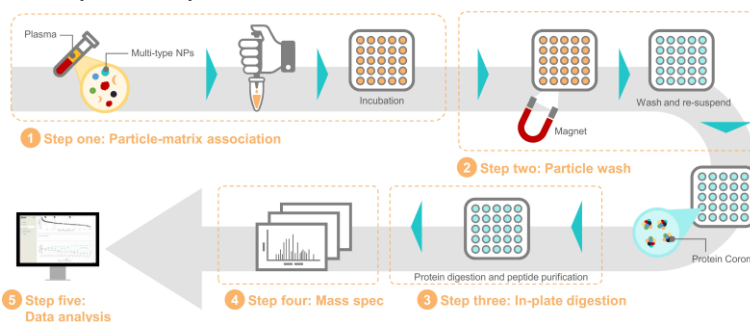 Plasma
Multi-type NPs
Incubation
1 Step one: Particle-matrix association
Magnet
Wash and re-suspend
2 Step two: Particle wash
Protein Coron
Protein digestion and peptide purification
3 Step three: In-plate digestion
4 Step four: Mass spec
5 Step five:
Data analysis